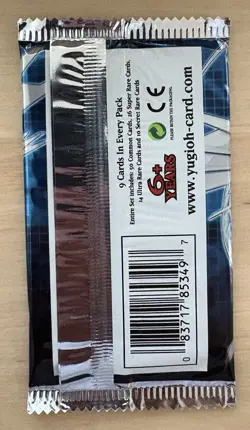 9 Cards In Every Pack
Entire Set includes: 50 Common Cards, 26 Super Rare Cards,
14 Ultra Rare Cards and 10 Secret Rare Cards.
CE
PLEASE RETAIN THIS PACKAGING.
6+
YEARS
www.yugioh-card.com
0 83717 85349 7